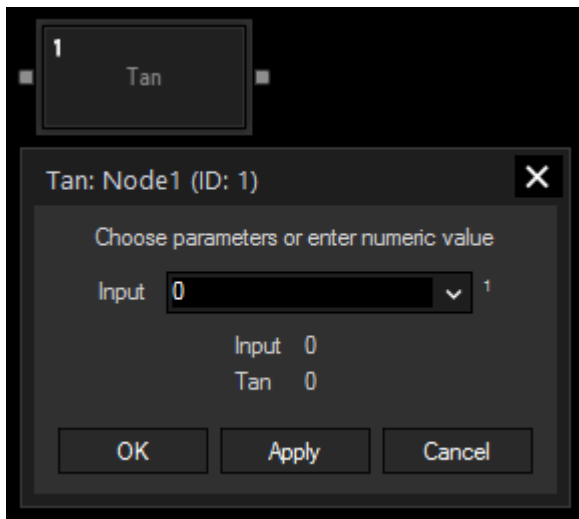 1
Tan
Tan: Node1 (ID: 1)
Choose parameters or enter numeric value
Input 0 1
Input 0
Tan 0
OK Apply Cancel